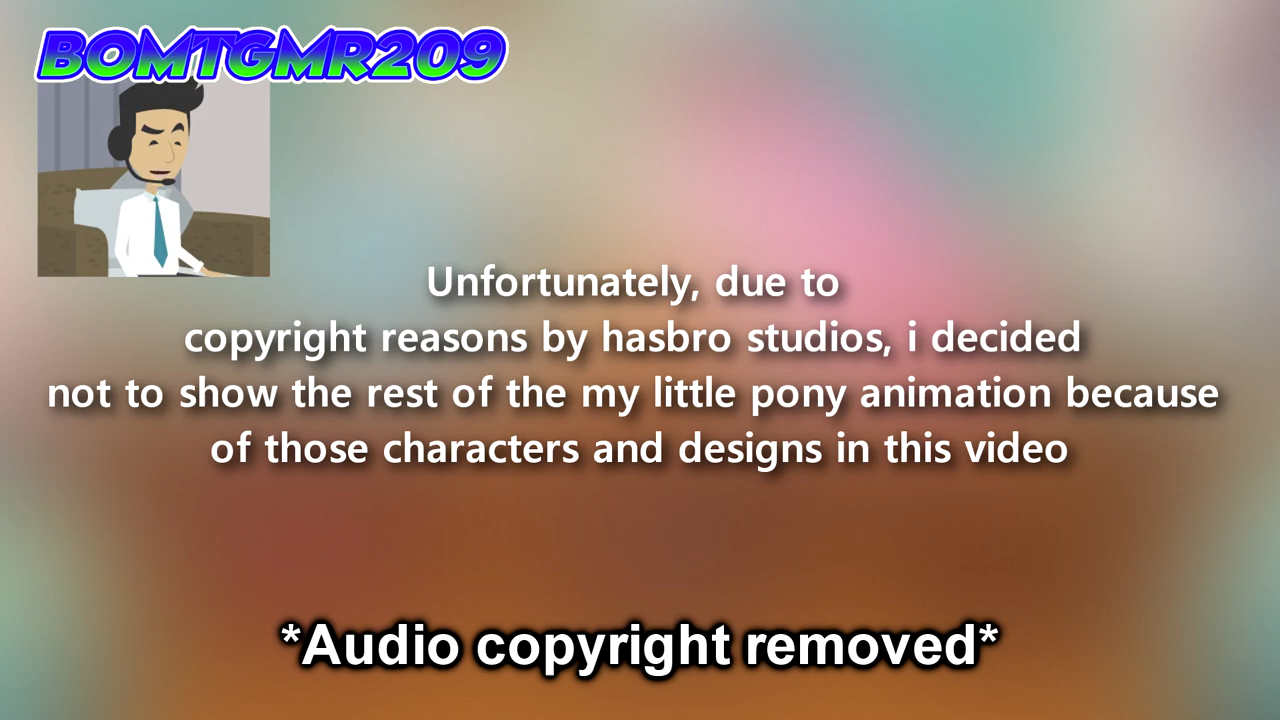 BOMTGMR209
Unfortunately, due to
copyright reasons by hasbro studios, i decided
not to show the rest of the my little pony animation because
of those characters and designs in this video
*Audio copyright removed*